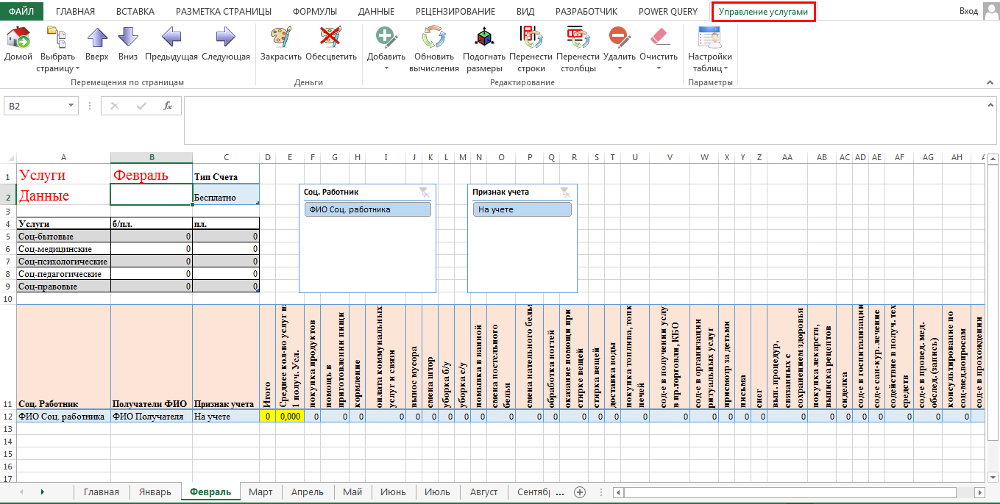 ФАЙЛ ГЛАВНАЯ ВСТАВКА РАЗМЕТКА СТРАНИЦЫ ФОРМУЛЫ ДАННЫЕ РЕЦЕНЗИРОВАНИЕ ВИД РАЗРАБОТЧИК POWER QUERY Управление услугами Вход
Домой Выбрать страницу Вверх Вниз Предыдущая Следующая Закрасить Обесцветить Добавить Обновить вычисления Подогнать размеры Перенести строки Перенести столбцы Удалить Очистить Настройки таблиц
Перемещения по страницам Деньги Редактирование Параметры
B2 fx
A B C D E F G H I J K L M N O P Q R S T U V W X Y Z AA AB AC AD AE AF AG AH
1 Услуги Февраль Тип Счета
2 Данные Бесплатно
Соц. Работник
ФИО Соц. работника
Признак учета
На учете
3
4 Услуги б/пл. пл.
5 Соц-бытовые 0 0
6 Соц-медицинские 0 0
7 Соц-психологические 0 0
8 Соц-педагогические 0 0
9 Соц-правовые 0 0
10
11 Соц. Работник Получатели ФИО Признак учета
Итого
Среднее кол-во услуг на
1 получ. Усл.
покупка продуктов
помощь в
приготовлении пищи
кормление
оплата коммунальных
услуг и связи
вынос мусора
смена штор
уборка б/у
уборка с/у
помывка в ванной
смена постельного
белья
смена нательного белья
обработка ногтей
оказание помощи при
стирке вещей
стирка вещей
доставка воды
покупка топлива, топк
печей
сод-е в получении услу
в пр.торговли, КБО
сод-е в организации
ритуальных услуг
присмотр за детьми
письма
снег
вып. процедур,
связанных с
сохранением здоровья
покупка лекарств,
выписка рецептов
сиделка
сод-е в госпитализации
сод-е сан-кур. лечение
содействие в получ. тех
средств
сод-е в провед. мед.
обслед. (запись)
консультирование по
соц-мед.вопросам
сод-е в прохождении
12 ФИО Соц. работника ФИО Получателя На учете 0 0,000 0 0 0 0 0 0 0 0 0 0 0 0 0 0 0 0 0 0 0 0 0 0 0 0 0 0 0 0 0
13
14
15
16
17
Главная Январь Февраль Март Апрель Май Июнь Июль Август Сентябр ...